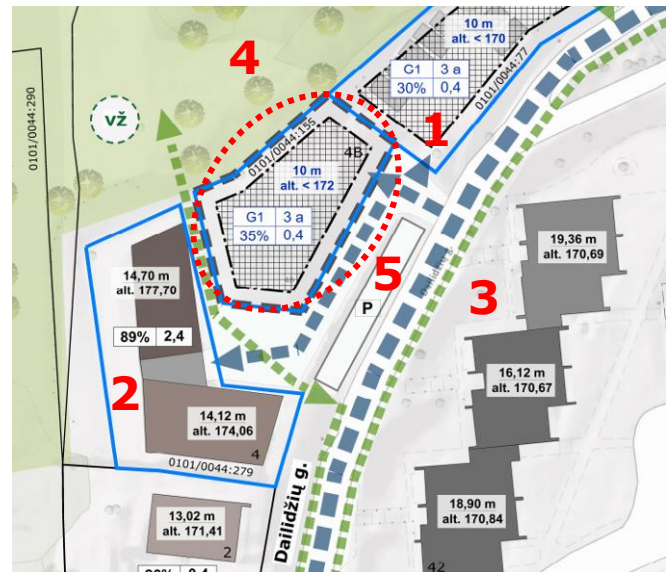 10 m
alt. < 170
G1 3 a
30% 0,4
0101/0044:77
4
vž
0101/0044:290
0101/0044:155
1
10 m
4B
alt. < 172
G1 3 a
35% 0,4
5
P
3
19,36 m
alt. 170,69
14,70 m
alt. 177,70
89% 2,4
2
16,12 m
alt. 170,67
14,12 m
alt. 174,06
4
0101/0044:279
Dailidžių g.
Dailidžių g.
13,02 m
alt. 171,41
2
18,90 m
alt. 170,84
42